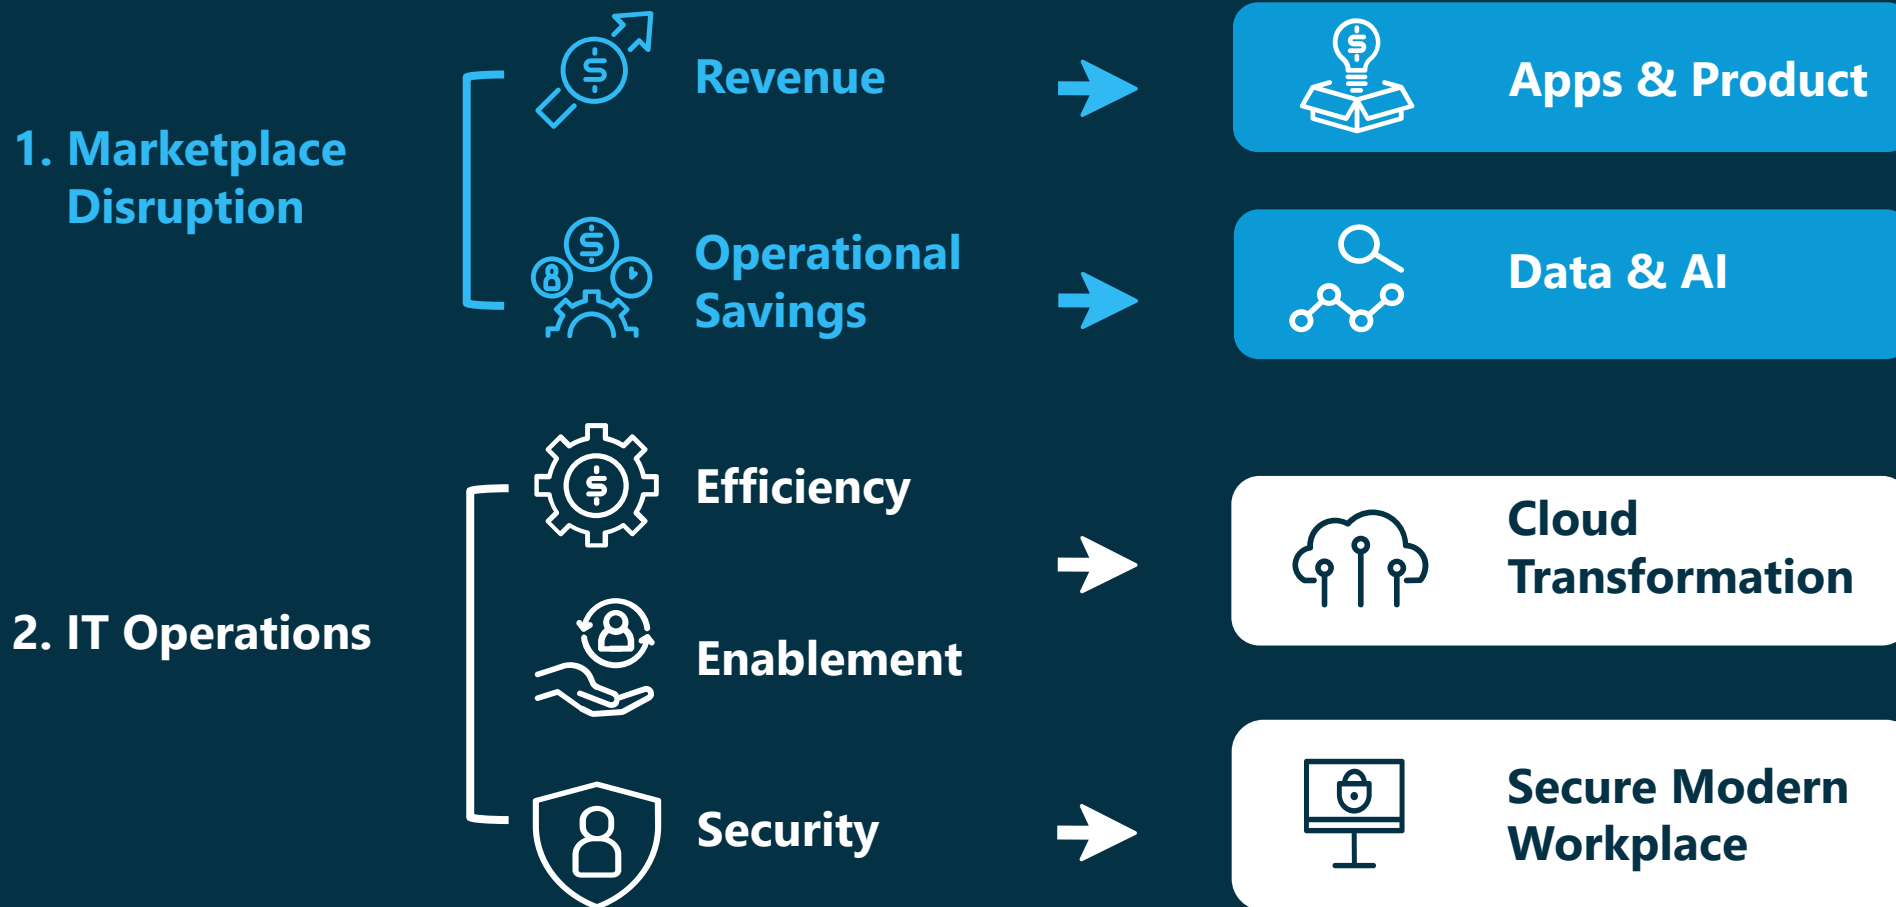 1. Marketplace
Disruption
Revenue
Apps & Product
Operational
Savings
Data & AI
2. IT Operations
Efficiency
Cloud
Transformation
Enablement
Security
Secure Modern
Workplace